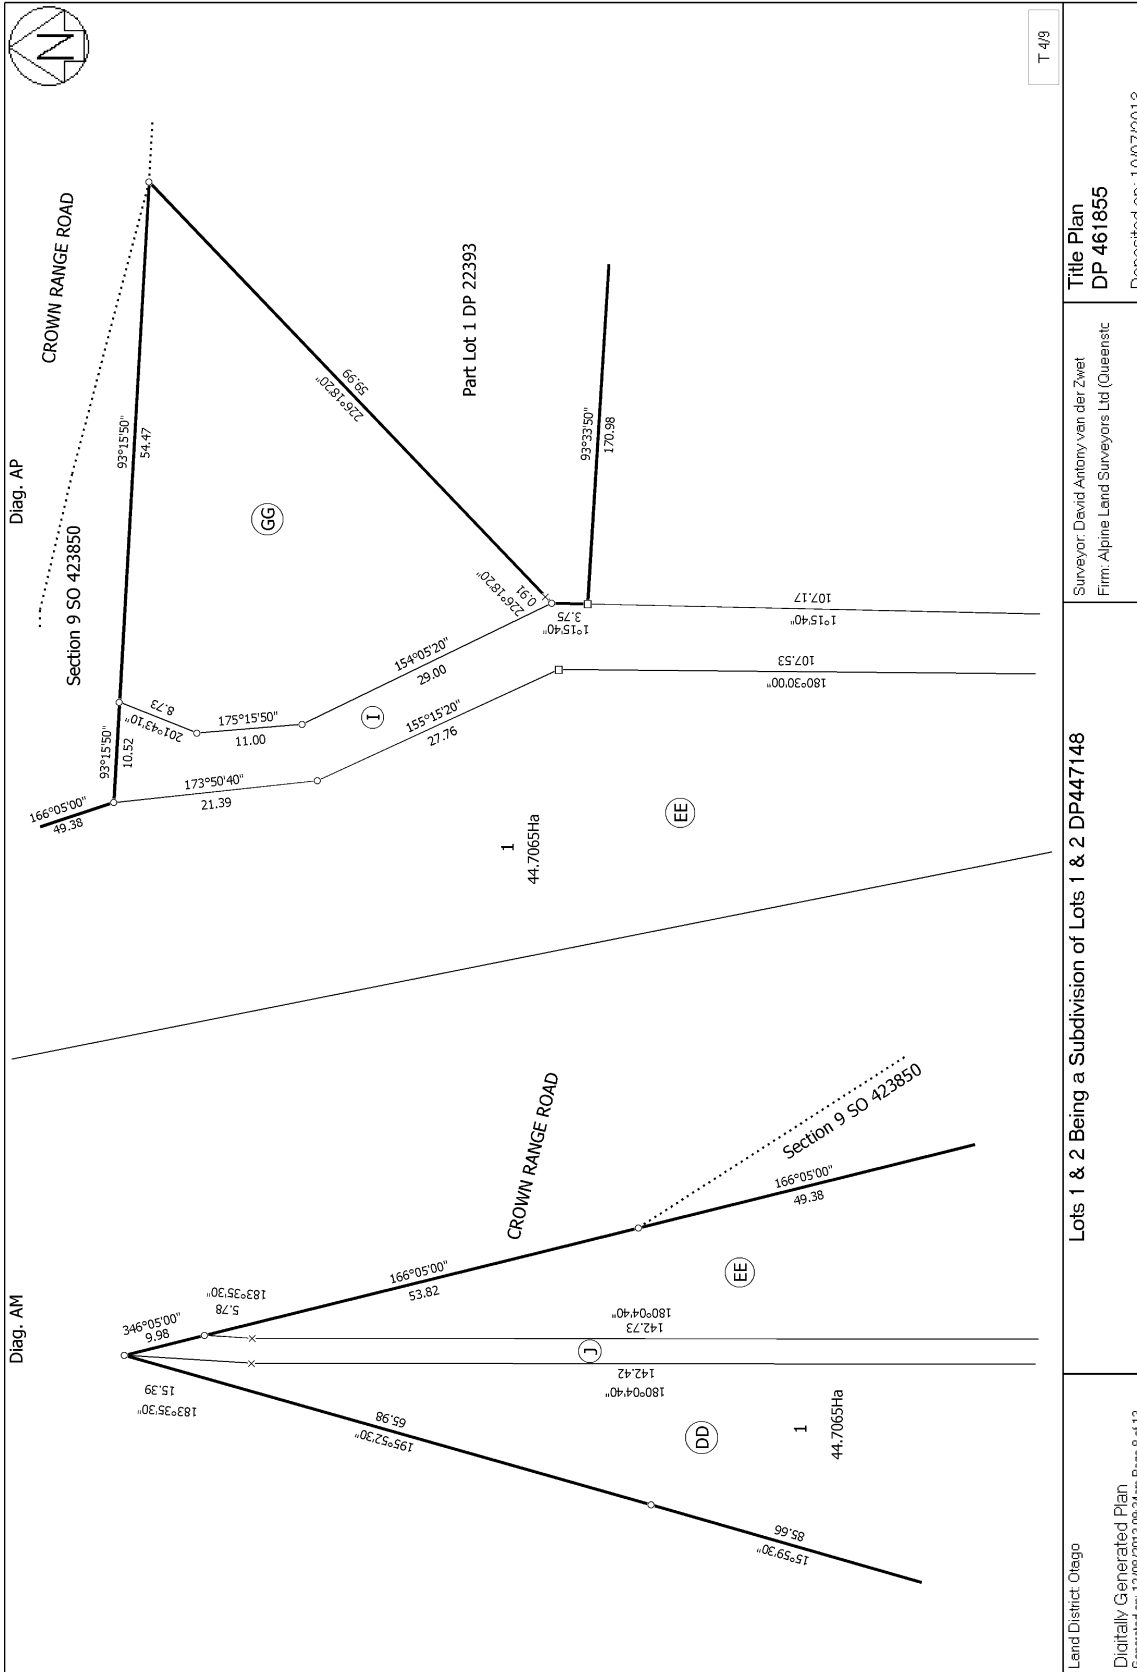 N
T 4/9
Diag. AM
346°05'00"
9.98
183°35'30"
5.78
15.39
183°35'30"
166°05'00"
53.82
CROWN RANGE ROAD
Section 9 SO 423850
166°05'00"
49.38
EE
180°04'40"
142.73
J
142.42
180°04'40"
65.98
195°52'30"
DD
1
44.7065Ha
85.66
15°59'30"
Diag. AP
CROWN RANGE ROAD
Section 9 SO 423850
166°05'00"
49.38
93°15'50"
10.52
93°15'50"
54.47
8.73
201°43'10"
175°15'50"
11.00
173°50'40"
21.39
GG
59.99
226°18'20"
Part Lot 1 DP 22393
154°05'20"
29.00
I
155°15'20"
27.76
226°18'20"
0.91
3.75
1°15'40"
93°33'50"
170.98
107.17
1°15'40"
107.53
180°30'00"
EE
1
44.7065Ha
Land District: Otago
Digitally Generated Plan
Lots 1 & 2 Being a Subdivision of Lots 1 & 2 DP447148
Surveyor: David Antony van der Zwet
Firm: Alpine Land Surveyors Ltd (Queenstc
Title Plan
DP 461855